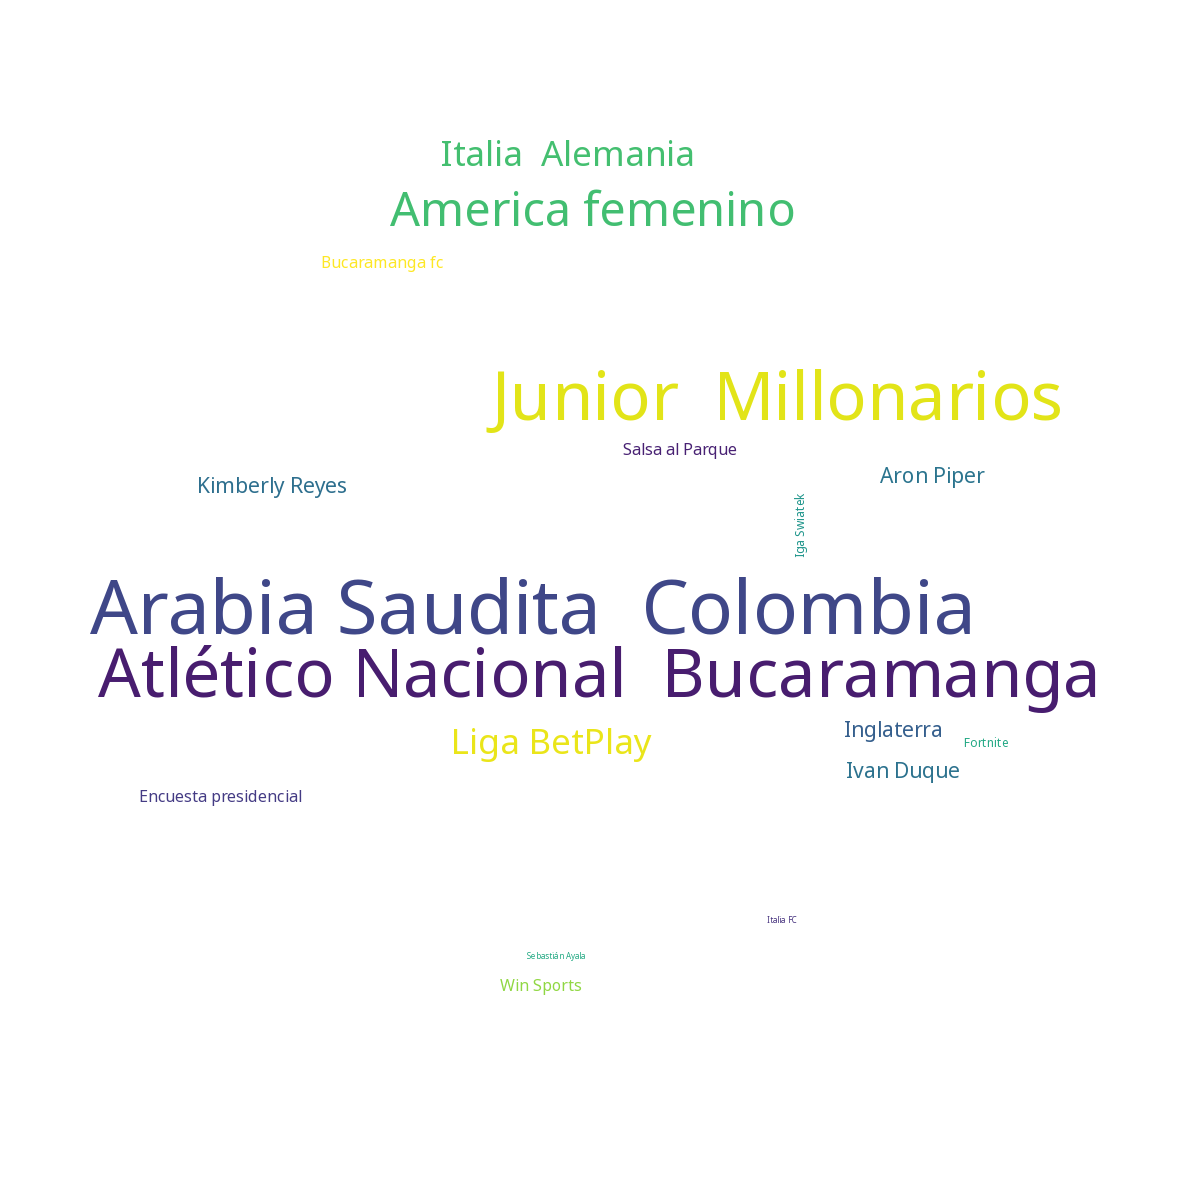 Italia  Alemania
America femenino
Bucaramanga fc
Junior  Millonarios
Salsa al Parque
Aron Piper
Kimberly Reyes
Iga Swiatek
Arabia Saudita  Colombia
Atlético Nacional  Bucaramanga
Inglaterra
Liga BetPlay
Fortnite
Ivan Duque
Encuesta presidencial
Italia FC
Sebastián Ayala
Win Sports